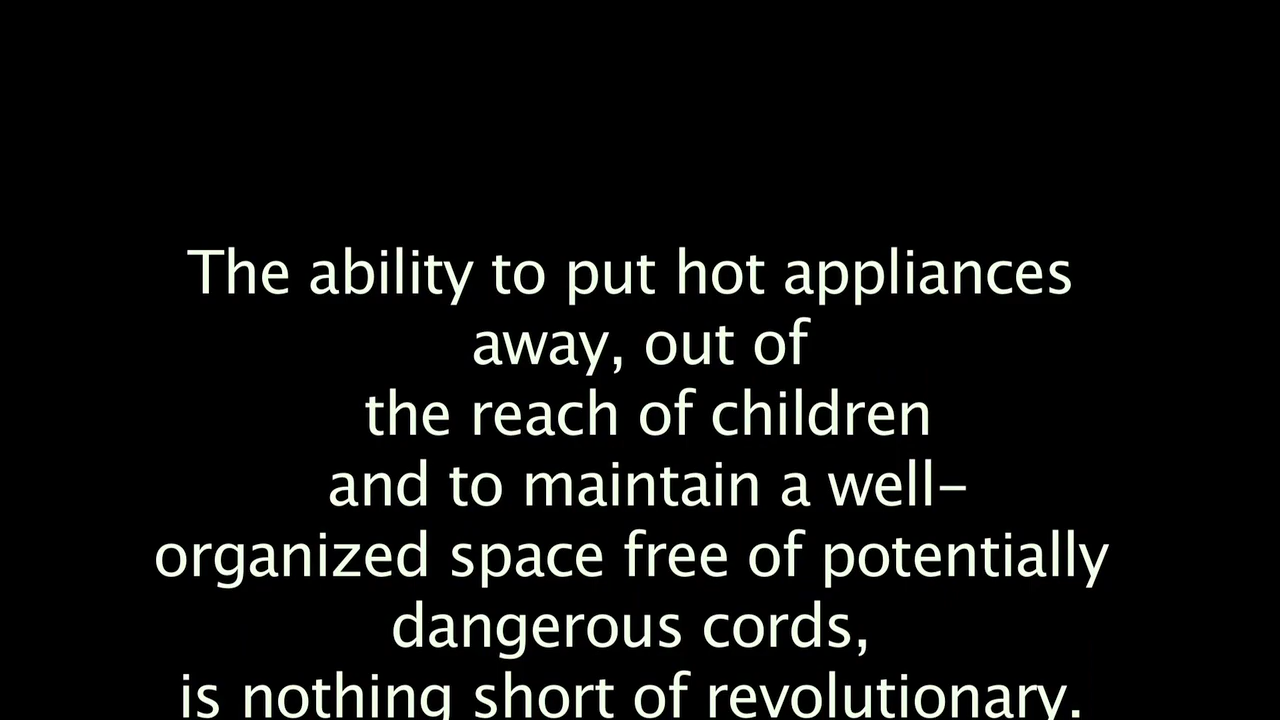 The ability to put hot appliances
away, out of
the reach of children
and to maintain a well-
organized space free of potentially
dangerous cords,
is nothing short of revolutionary.